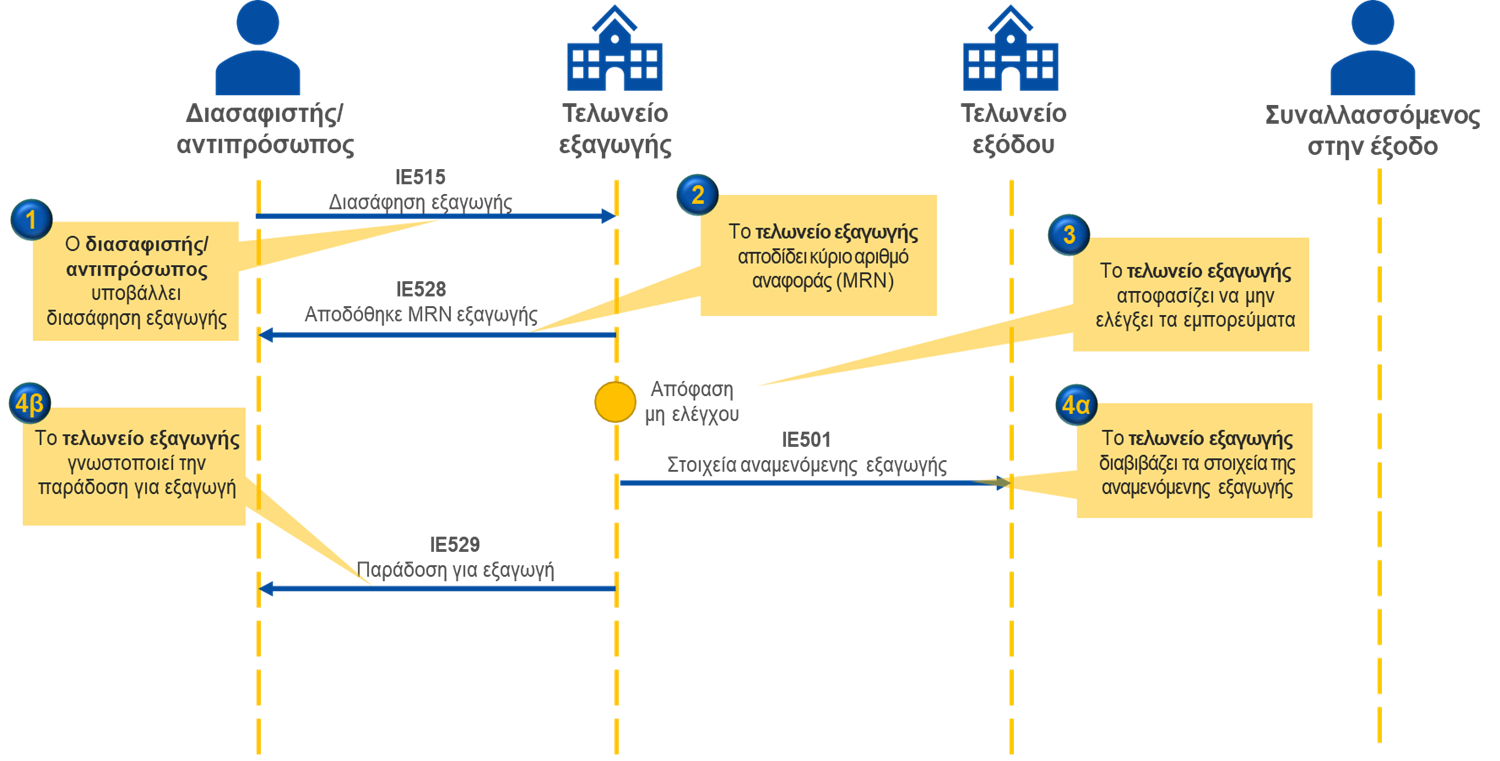 Διασαφιστής/
αντιπρόσωπος
Τελωνείο
εξαγωγής
Τελωνείο
εξόδου
Συναλλασσόμενος
στην έξοδο
IE515
Διασάφηση εξαγωγής
1
Ο διασαφιστής/
αντιπρόσωπος
υποβάλλει
διασάφηση εξαγωγής
2
Το τελωνείο εξαγωγής
αποδίδει κύριο αριθμό
αναφοράς (MRN)
3
Το τελωνείο εξαγωγής
αποφασίζει να μην
ελέγξει τα εμπορεύματα
IE528
Αποδόθηκε MRN εξαγωγής
Απόφαση
μη ελέγχου
4β
Το τελωνείο εξαγωγής
γνωστοποιεί την
παράδοση για εξαγωγή
IE501
Στοιχεία αναμενόμενης εξαγωγής
4α
Το τελωνείο εξαγωγής
διαβιβάζει τα στοιχεία της
αναμενόμενης εξαγωγής
IE529
Παράδοση για εξαγωγή